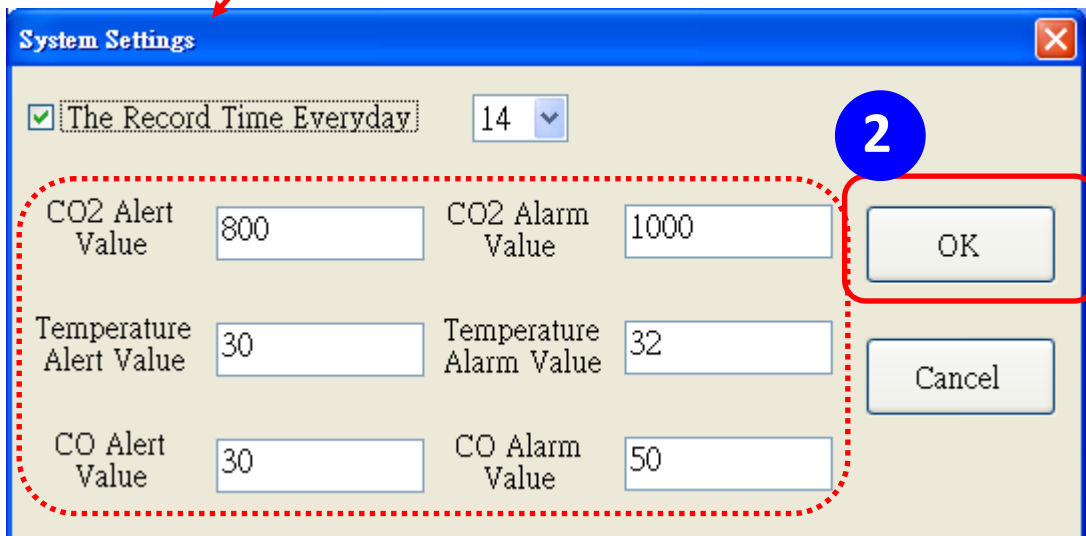 System Settings
The Record Time Everyday 14
2
CO2 Alert
Value
800
CO2 Alarm
Value
1000
OK
Temperature
Alert Value
30
Temperature
Alarm Value
32
Cancel
CO Alert
Value
30
CO Alarm
Value
50